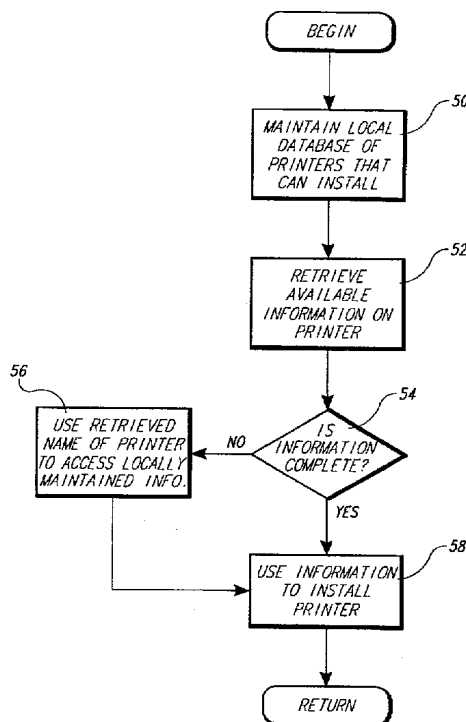 BEGIN
50
MAINTAIN LOCAL
DATABASE OF
PRINTERS THAT
CAN INSTALL
52
RETRIEVE
AVAILABLE
INFORMATION ON
PRINTER
54
IS
INFORMATION
COMPLETE?
NO
YES
56
USE RETRIEVED
NAME OF PRINTER
TO ACCESS LOCALLY
MAINTAINED INFO.
58
USE INFORMATION
TO INSTALL
PRINTER
RETURN